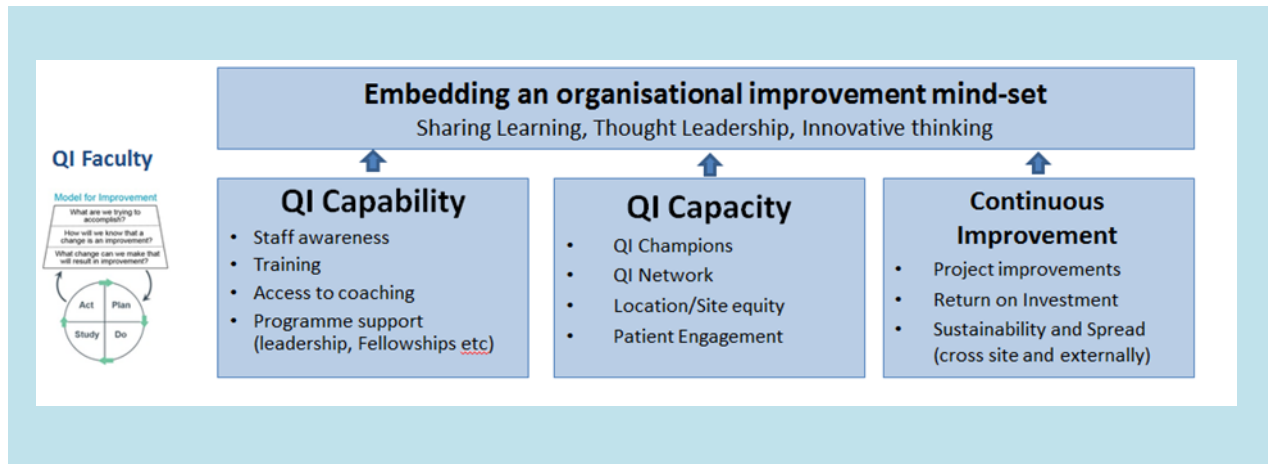 Embedding an organisational improvement mind-set
Sharing Learning, Thought Leadership, Innovative thinking
QI Faculty
Model for Improvement
What are we trying to
accomplish?
How will we know that a
change is an improvement?
What change can we make that
will result in improvement?
Act
Plan
Study
Do
QI Capability
• Staff awareness
• Training
• Access to coaching
• Programme support
(leadership, Fellowships etc)
QI Capacity
• QI Champions
• QI Network
• Location/Site equity
• Patient Engagement
Continuous
Improvement
• Project improvements
• Return on Investment
• Sustainability and Spread
(cross site and externally)